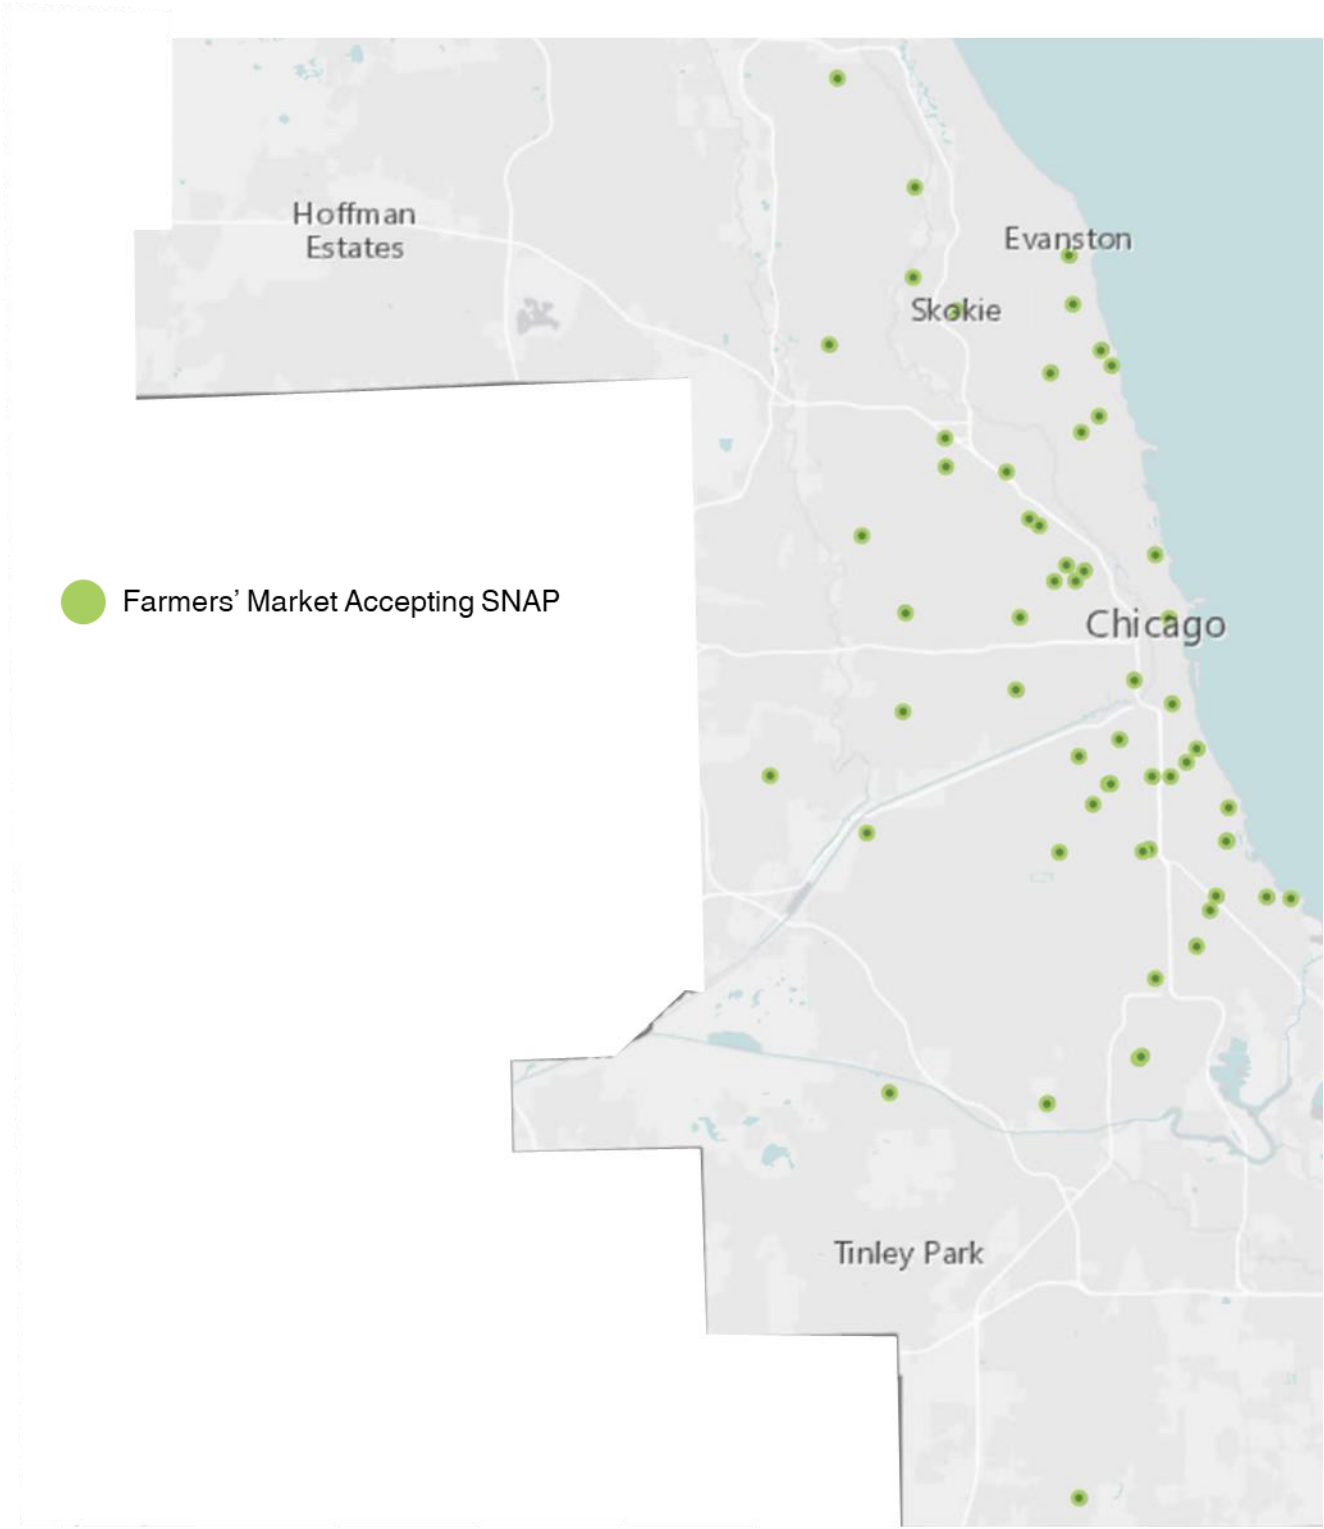 Hoffman
Estates
Evanston
Skokie
Farmers’ Market Accepting SNAP
Chicago
Tinley Park